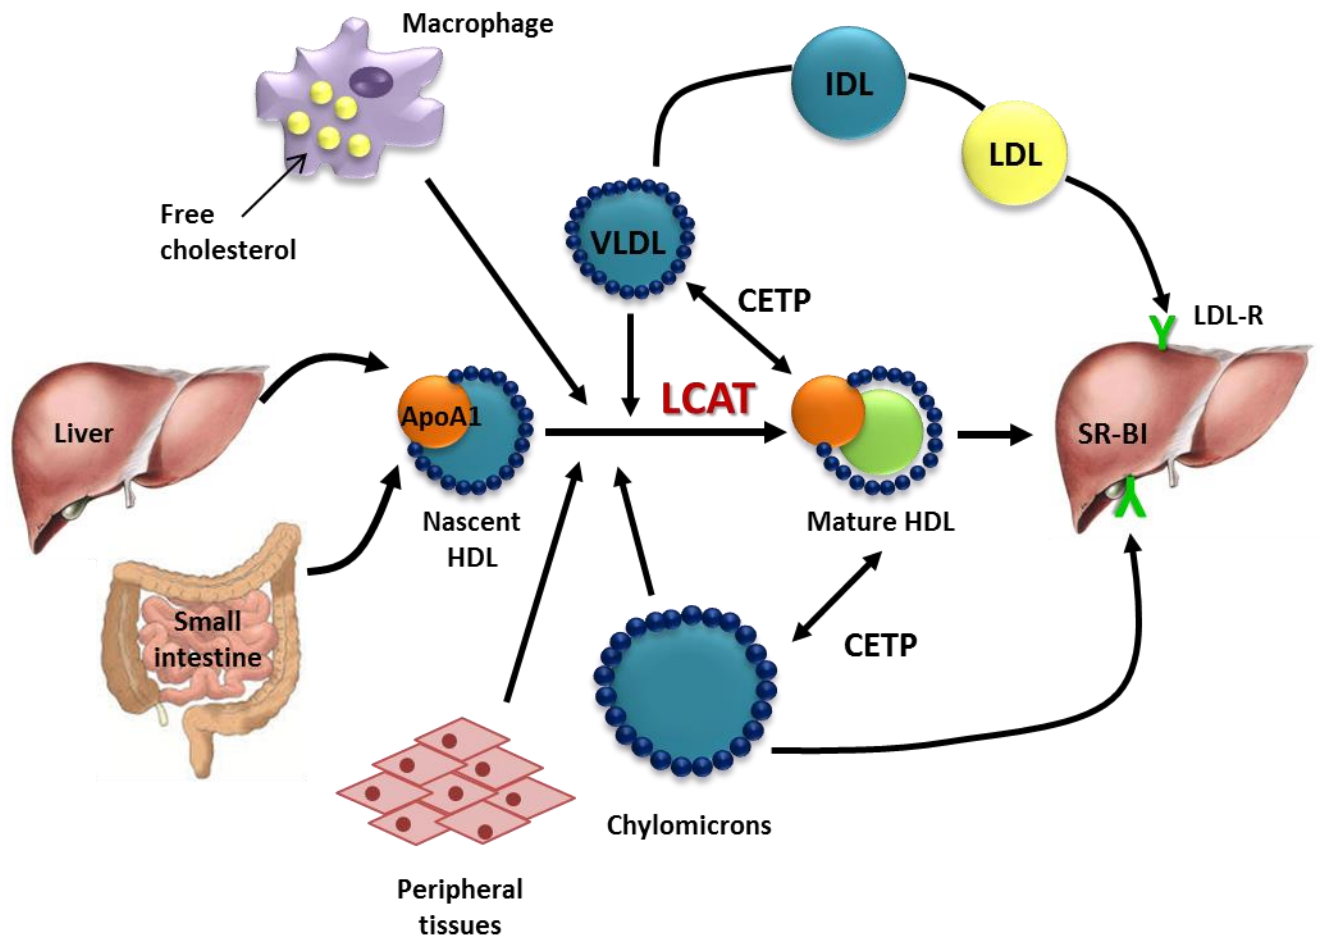 Macrophage
IDL
LDL
Free
cholesterol
VLDL
CETP
LDL-R
LCAT
Liver
ApoA1
SR-BI
Nascent
HDL
Mature HDL
Small
intestine
CETP
Chylomicrons
Peripheral
tissues